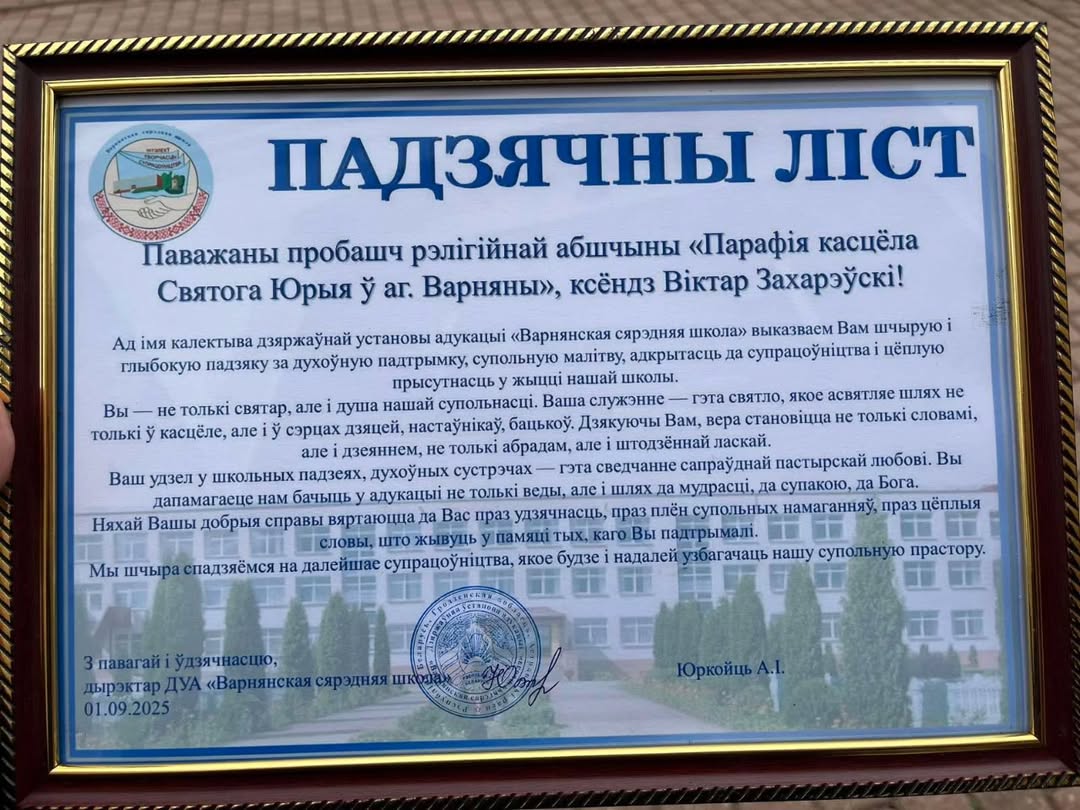 Варнянская сярэдняя школа
ІНТЭЛЕКТ
ТВОРЧАСЦЬ
СУПРАЦОЎНІЦТВА
ПАДЗЯЧНЫ ЛІСТ
Паважаны пробашч рэлігійнай абшчыны «Парафія касцёла
Святога Юрыя ў аг. Варняны», ксёндз Віктар Захарэўскі!
Ад імя калектыва дзяржаўнай установы адукацыі «Варнянская сярэдняя школа» выказваем Вам шчырую і
глыбокую падзяку за духоўную падтрымку, супольную малітву, адкрытасць да супрацоўніцтва і цёплую
прысутнасць у жыцці нашай школы.
Вы — не толькі святар, але і душа нашай супольнасці. Ваша служэнне — гэта святло, якое асвятляе шлях не
толькі ў касцёле, але і ў сэрцах дзяцей, настаўнікаў, бацькоў. Дзякуючы Вам, вера становіцца не толькі словамі,
але і дзеяннем, не толькі абрадам, але і штодзённай ласкай.
Ваш удзел у школьных падзеях, духоўных сустрэчах — гэта сведчанне сапраўднай пастырскай любові. Вы
дапамагаеце нам бачыць у адукацыі не толькі веды, але і шлях да мудрасці, да супакою, да Бога.
Няхай Вашы добрыя справы вяртаюцца да Вас праз удзячнасць, праз плён супольных намаганняў, праз цёплыя
словы, што жывуць у памяці тых, каго Вы падтрымалі.
Мы шчыра спадзяёмся на далейшае супрацоўніцтва, якое будзе і надалей узбагачаць нашу супольную прастору.
З павагай і ўдзячнасцю,
дырэктар ДУА «Варнянская сярэдняя школа»
Юркойць А.І.
01.09.2025